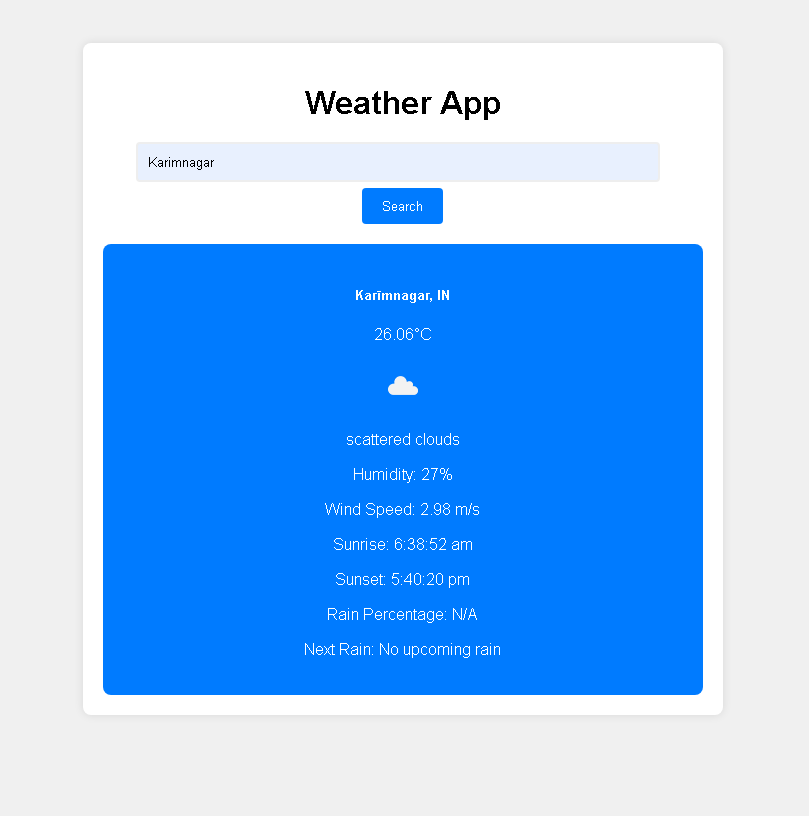 Weather App
Karimnagar
Search
Karīmnagar, IN
26.06°C
scattered clouds
Humidity: 27%
Wind Speed: 2.98 m/s
Sunrise: 6:38:52 am
Sunset: 5:40:20 pm
Rain Percentage: N/A
Next Rain: No upcoming rain